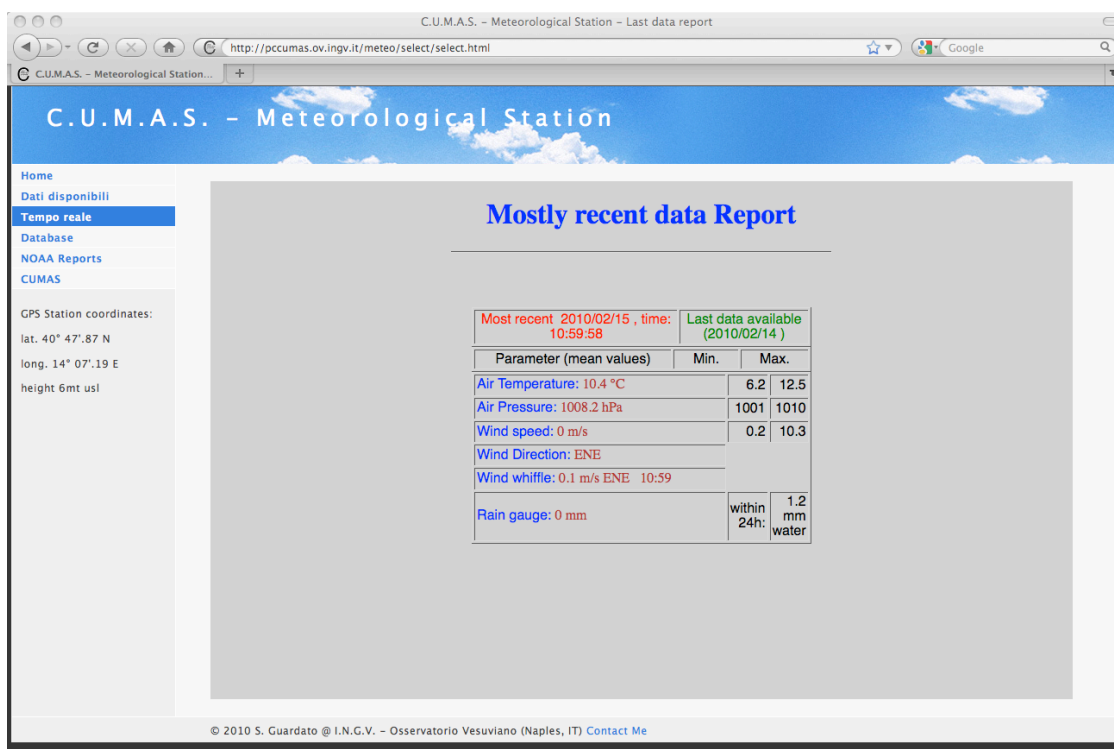 C.U.M.A.S. – Meteorological Station – Last data report
http://pccumas.ov.ingv.it/meteo/select/select.html
Google
C.U.M.A.S. – Meteorological Station...
C.U.M.A.S. – Meteorological Station
Home
Dati disponibili
Tempo reale
Database
NOAA Reports
CUMAS
GPS Station coordinates:
lat. 40° 47'.87 N
long. 14° 07'.19 E
height 6mt usl
Mostly recent data Report
Most recent 2010/02/15 , time:
10:59:58
Last data available
(2010/02/14 )
Parameter (mean values) Min. Max.
Air Temperature: 10.4 °C 6.2 12.5
Air Pressure: 1008.2 hPa 1001 1010
Wind speed: 0 m/s 0.2 10.3
Wind Direction: ENE
Wind whiffle: 0.1 m/s ENE 10:59
Rain gauge: 0 mm
within
24h:
1.2
mm
water
© 2010 S. Guardato @ I.N.G.V. – Osservatorio Vesuviano (Naples, IT) Contact Me